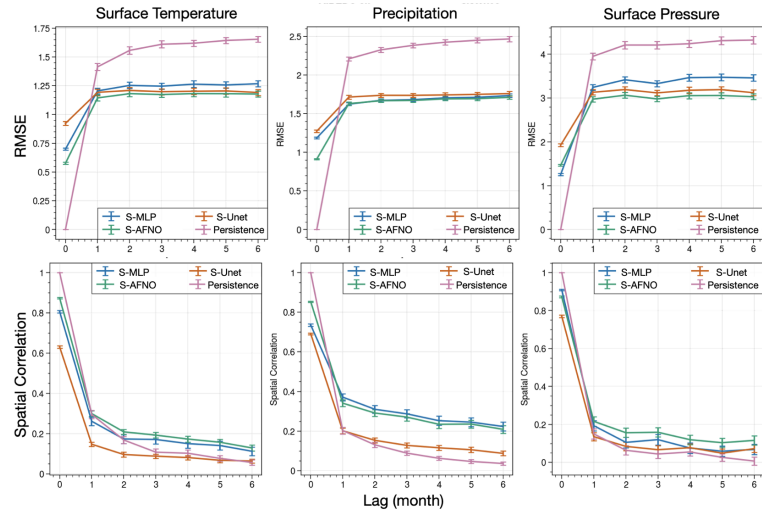 Surface Temperature
Precipitation
Surface Pressure
RMSE
1.75
1.5
1.25
1
0.75
0.5
0.25
0
S-MLP
S-Unet
S-AFNO
Persistence
0 1 2 3 4 5 6
RMSE
2.5
2
1.5
1
0.5
0
S-MLP
S-Unet
S-AFNO
Persistence
0 1 2 3 4 5 6
RMSE
4
3
2
1
0
S-MLP
S-Unet
S-AFNO
Persistence
0 1 2 3 4 5 6
Spatial Correlation
1
0.8
0.6
0.4
0.2
0
S-MLP
S-Unet
S-AFNO
Persistence
0 1 2 3 4 5 6
Spatial Correlation
1
0.8
0.6
0.4
0.2
0
S-MLP
S-Unet
S-AFNO
Persistence
0 1 2 3 4 5 6
Spatial Correlation
1
0.8
0.6
0.4
0.2
0
S-MLP
S-Unet
S-AFNO
Persistence
0 1 2 3 4 5 6
Lag (month)